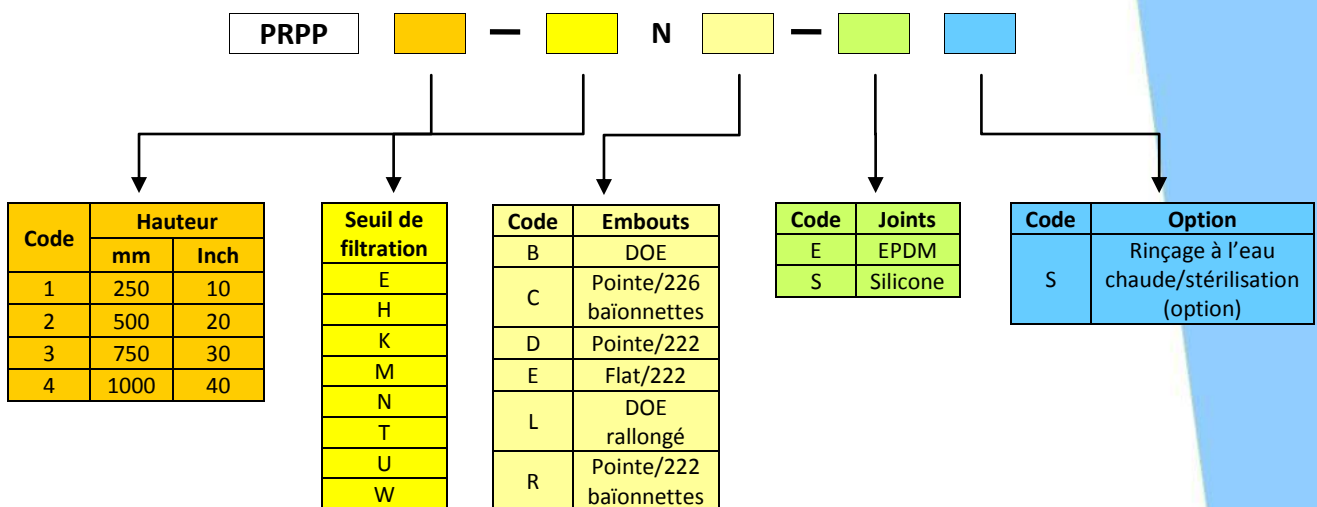 PRPP — N —
Code Hauteur
mm Inch
1 250 10
2 500 20
3 750 30
4 1000 40
Seuil de
filtration
E
H
K
M
N
T
U
W
Code Embouts
B DOE
C Pointe/226
baïonnettes
D Pointe/222
E Flat/222
L DOE
rallongé
R Pointe/222
baïonnettes
Code Joints
E EPDM
S Silicone
Code Option
S Rinçage à l’eau
chaude/stérilisation
(option)